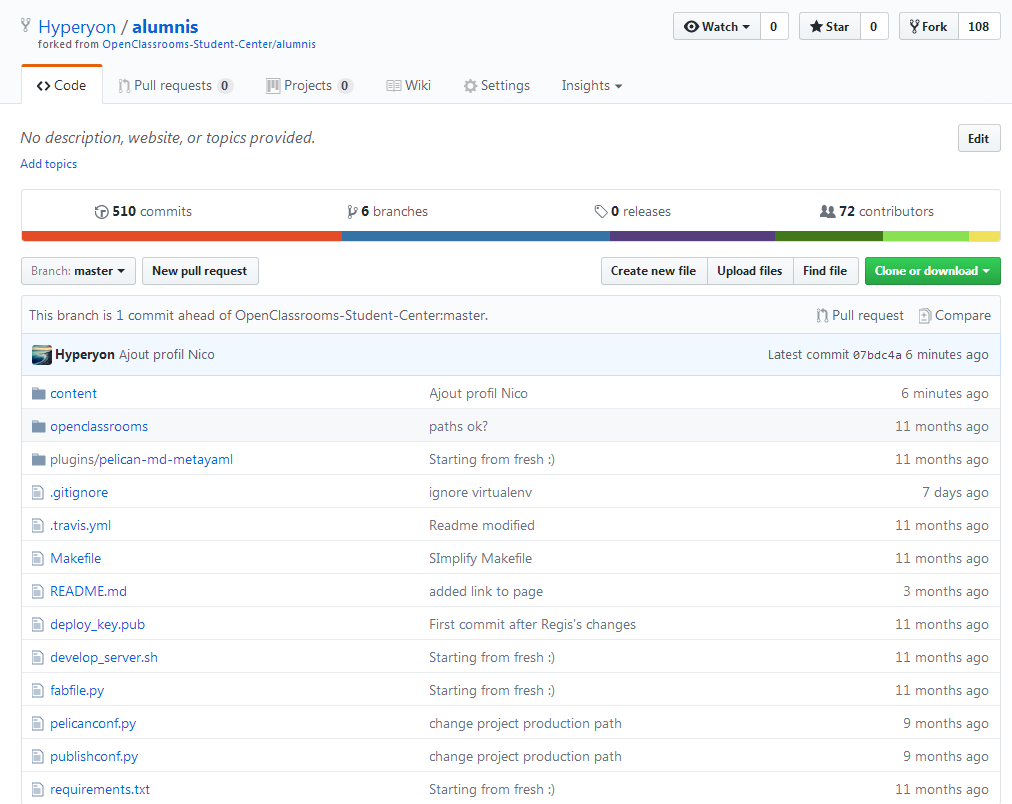 Hyperyon / alumnis
Watch 0 Star 0 Fork 108
forked from OpenClassrooms-Student-Center/alumnis
Code Pull requests 0 Projects 0 Wiki Settings Insights
No description, website, or topics provided.
Edit
Add topics
510 commits 6 branches 0 releases 72 contributors
Branch: master New pull request Create new file Upload files Find file Clone or download
This branch is 1 commit ahead of OpenClassrooms-Student-Center:master. Pull request Compare
Hyperyon Ajout profil Nico Latest commit 07bdc4a 6 minutes ago
content Ajout profil Nico 6 minutes ago
openclassrooms paths ok? 11 months ago
plugins/pelican-md-metayaml Starting from fresh :) 11 months ago
.gitignore ignore virtualenv 7 days ago
.travis.yml Readme modified 11 months ago
Makefile SImplify Makefile 11 months ago
README.md added link to page 3 months ago
deploy_key.pub First commit after Regis's changes 11 months ago
develop_server.sh Starting from fresh :) 11 months ago
fabfile.py Starting from fresh :) 11 months ago
pelicanconf.py change project production path 9 months ago
publishconf.py change project production path 9 months ago
requirements.txt Starting from fresh :) 11 months ago